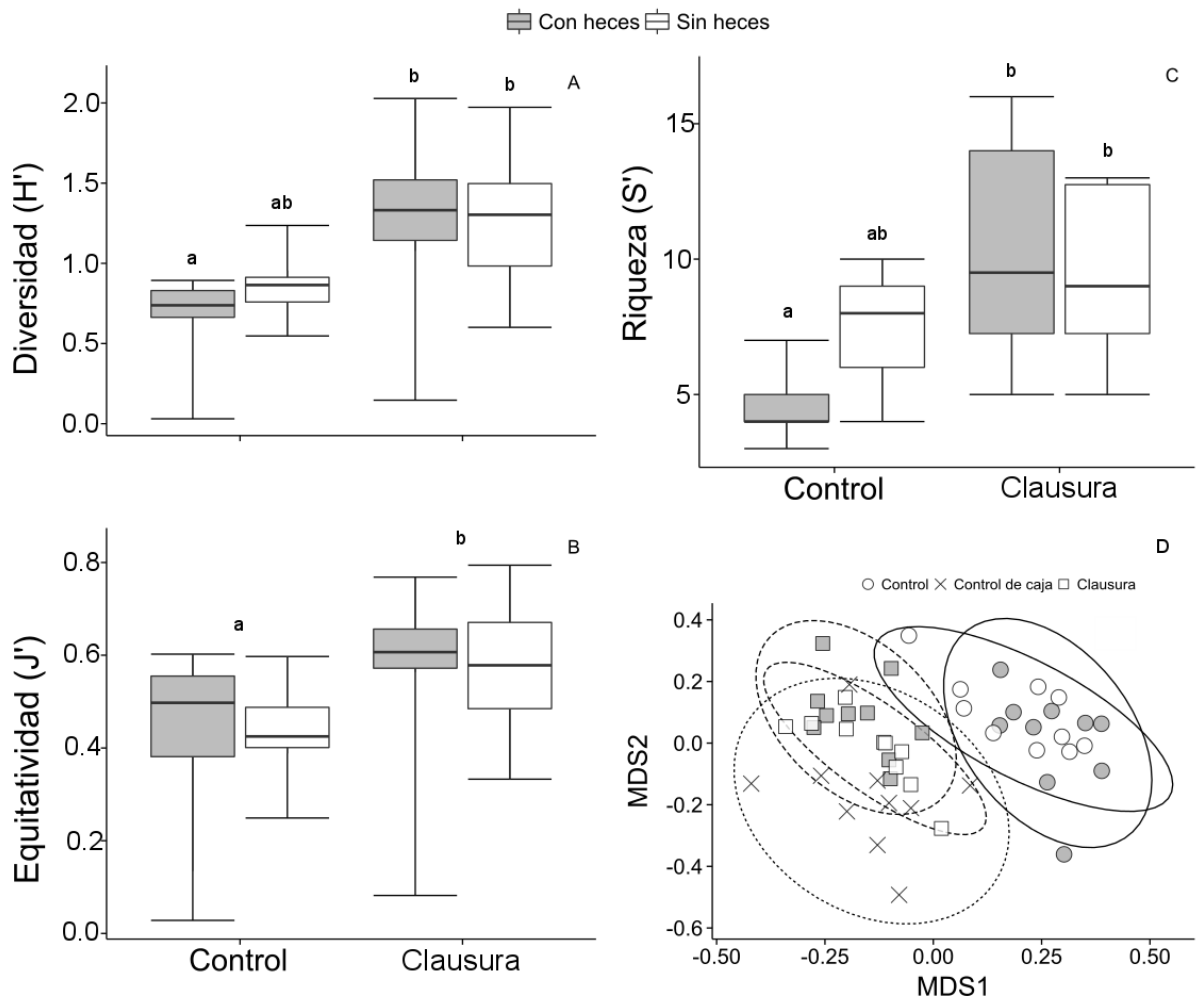 Con heces Sin heces
A
Diversidad (H')
2.0
1.5
1.0
0.5
0.0
a
ab
b
b
C
Riqueza (S')
15
10
5
a
ab
b
b
Control Clausura
B
Equitatividad (J')
0.8
0.6
0.4
0.2
0.0
a
b
Control Clausura
D
Control Control de caja Clausura
MDS2
0.4
0.2
0.0
-0.2
-0.4
-0.6
-0.50 -0.25 0.00 0.25 0.50
MDS1